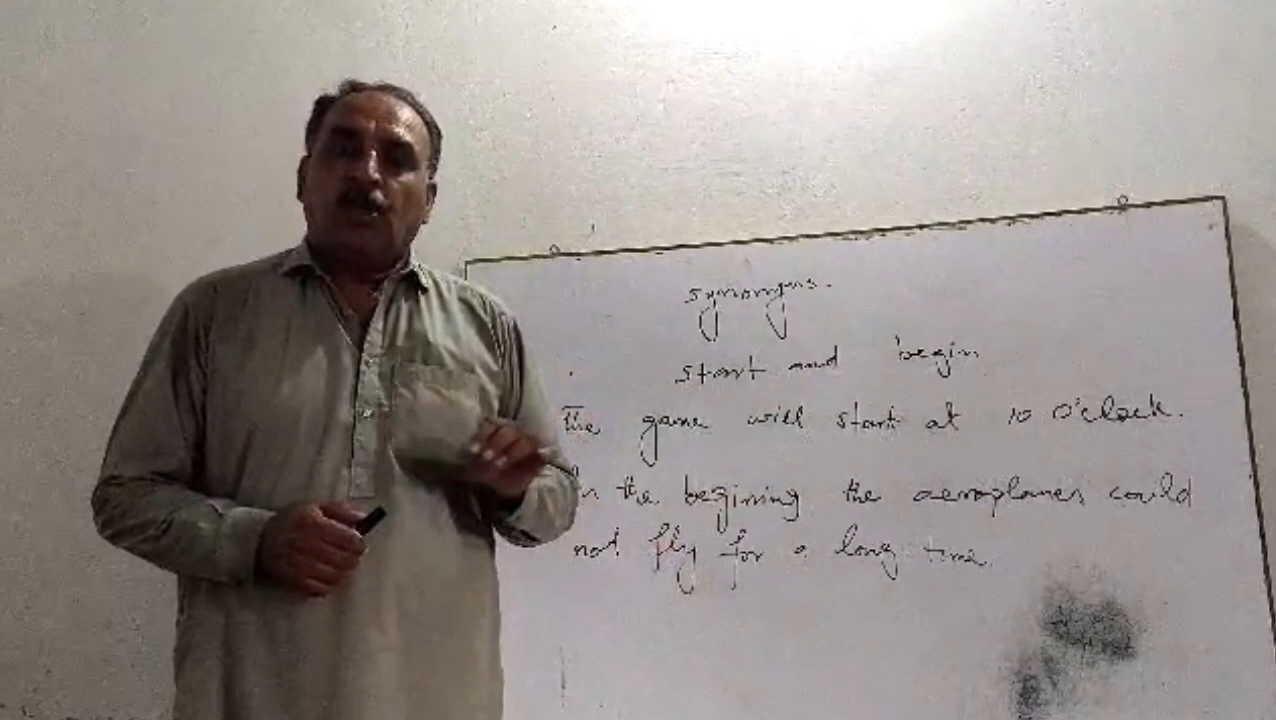 synonyms.
start and begin
The game will start at 10 O'clock.
In the begining the aeroplanes could
not fly for a long time.